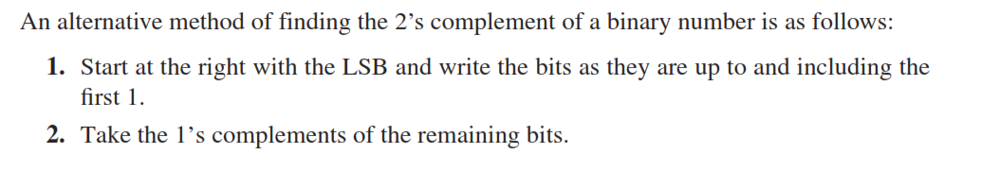 An alternative method of finding the 2’s complement of a binary number is as follows:
1. Start at the right with the LSB and write the bits as they are up to and including the
first 1.
2. Take the 1’s complements of the remaining bits.